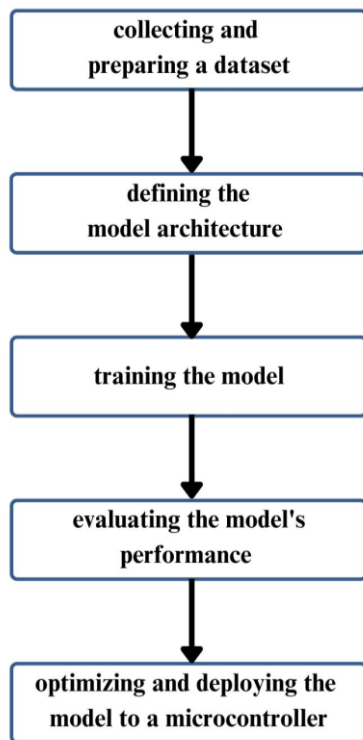 collecting and
preparing a dataset
defining the
model architecture
training the model
evaluating the model's
performance
optimizing and deploying the
model to a microcontroller